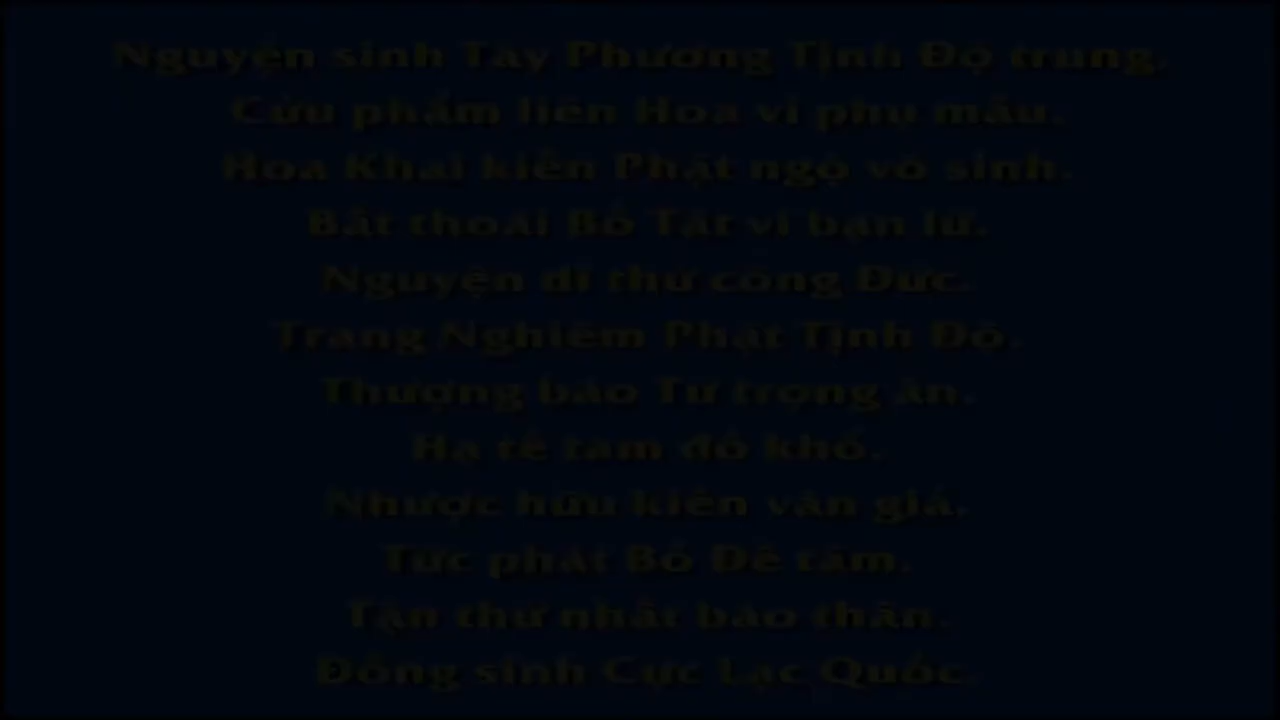 Nguyện sinh Tây Phương Tịnh Độ trung,
Cửu phẩm liên Hoa vi phụ mẫu.
Hoa Khai kiến Phật ngộ vô sinh.
Bất thoái Bồ Tát vi bạn lữ.
Nguyện dĩ thử công Đức.
Trang Nghiêm Phật Tịnh Độ.
Thượng báo Tứ trọng ân.
Hạ tế tam đồ khổ.
Nhược hữu kiến văn giả.
Tức phát Bồ Đề tâm.
Tận thử nhất báo thân.
Đồng sinh Cực Lạc Quốc.